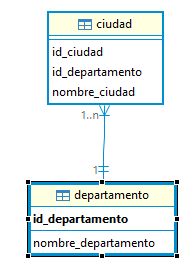 ciudad
id_ciudad
id_departamento
nombre_ciudad
1..n
1
departamento
id_departamento
nombre_departamento